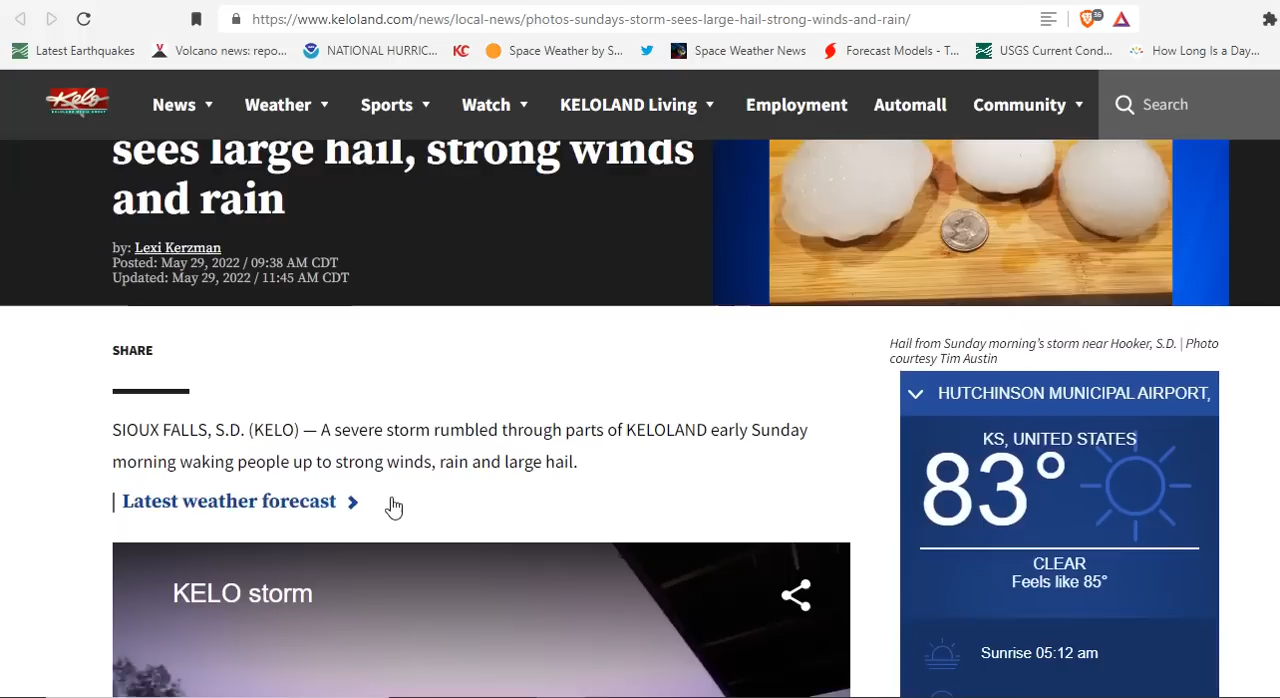 https://www.keloland.com/news/local-news/photos-sundays-storm-sees-large-hail-strong-winds-and-rain/
36
Latest Earthquakes
Volcano news: repo...
NATIONAL HURRIC...
KC
Space Weather by S...
Space Weather News
Forecast Models - T...
USGS Current Cond...
How Long Is a Day...
Kelo
KELOLAND MEDIA GROUP
News
Weather
Sports
Watch
KELOLAND Living
Employment
Automall
Community
Search
sees large hail, strong winds
and rain
by: Lexi Kerzman
Posted: May 29, 2022 / 09:38 AM CDT
Updated: May 29, 2022 / 11:45 AM CDT
SHARE
Hail from Sunday morning's storm near Hooker, S.D. | Photo
courtesy Tim Austin
SIOUX FALLS, S.D. (KELO) — A severe storm rumbled through parts of KELOLAND early Sunday
morning waking people up to strong winds, rain and large hail.
| Latest weather forecast
KELO storm
HUTCHINSON MUNICIPAL AIRPORT,
KS, UNITED STATES
83°
CLEAR
Feels like 85°
Sunrise 05:12 am